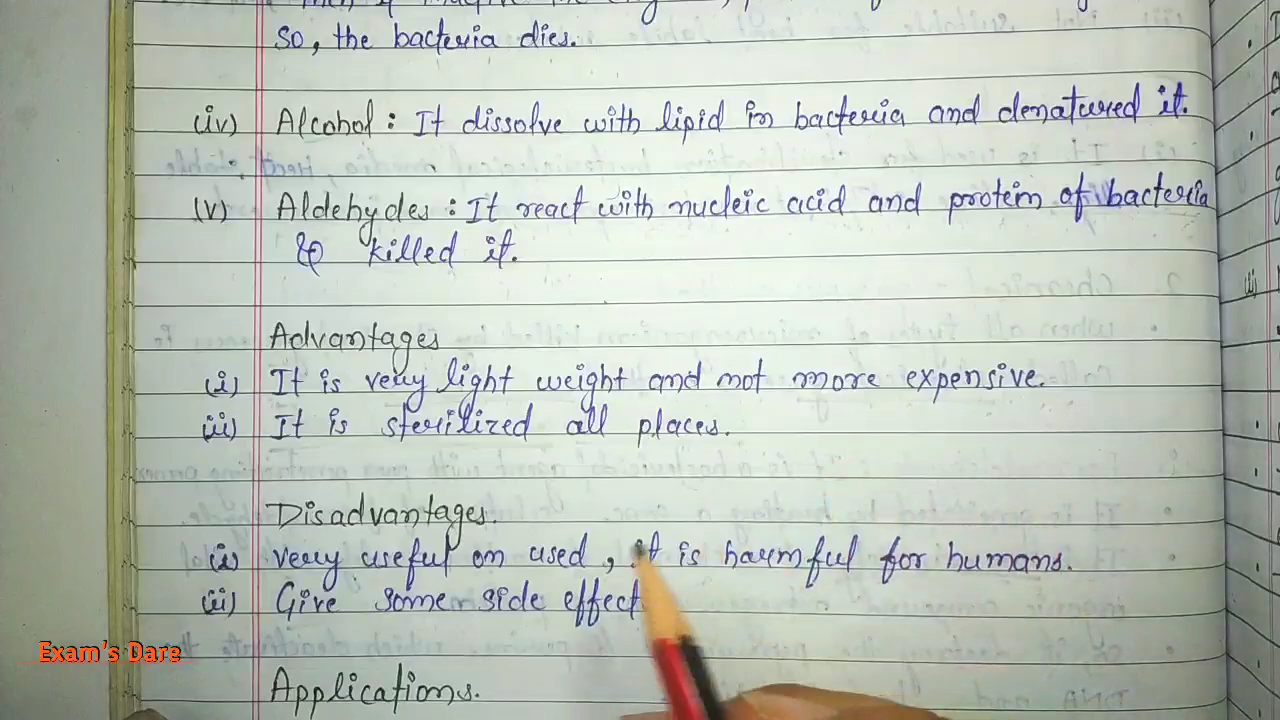 so, the bacteria dies.
(iv) Alcohol : It dissolve with lipid in bacteria and denatured it.
(v) Aldehydes : It react with nucleic acid and protein of bacteria
& killed it.
Advantages
(i) It is very light weight and not more expensive.
(ii) It is sterilized all places.
Disadvantages.
(i) very useful on used, it is harmful for humans.
(ii) Give some side effect
Exam's Dare
Applications.